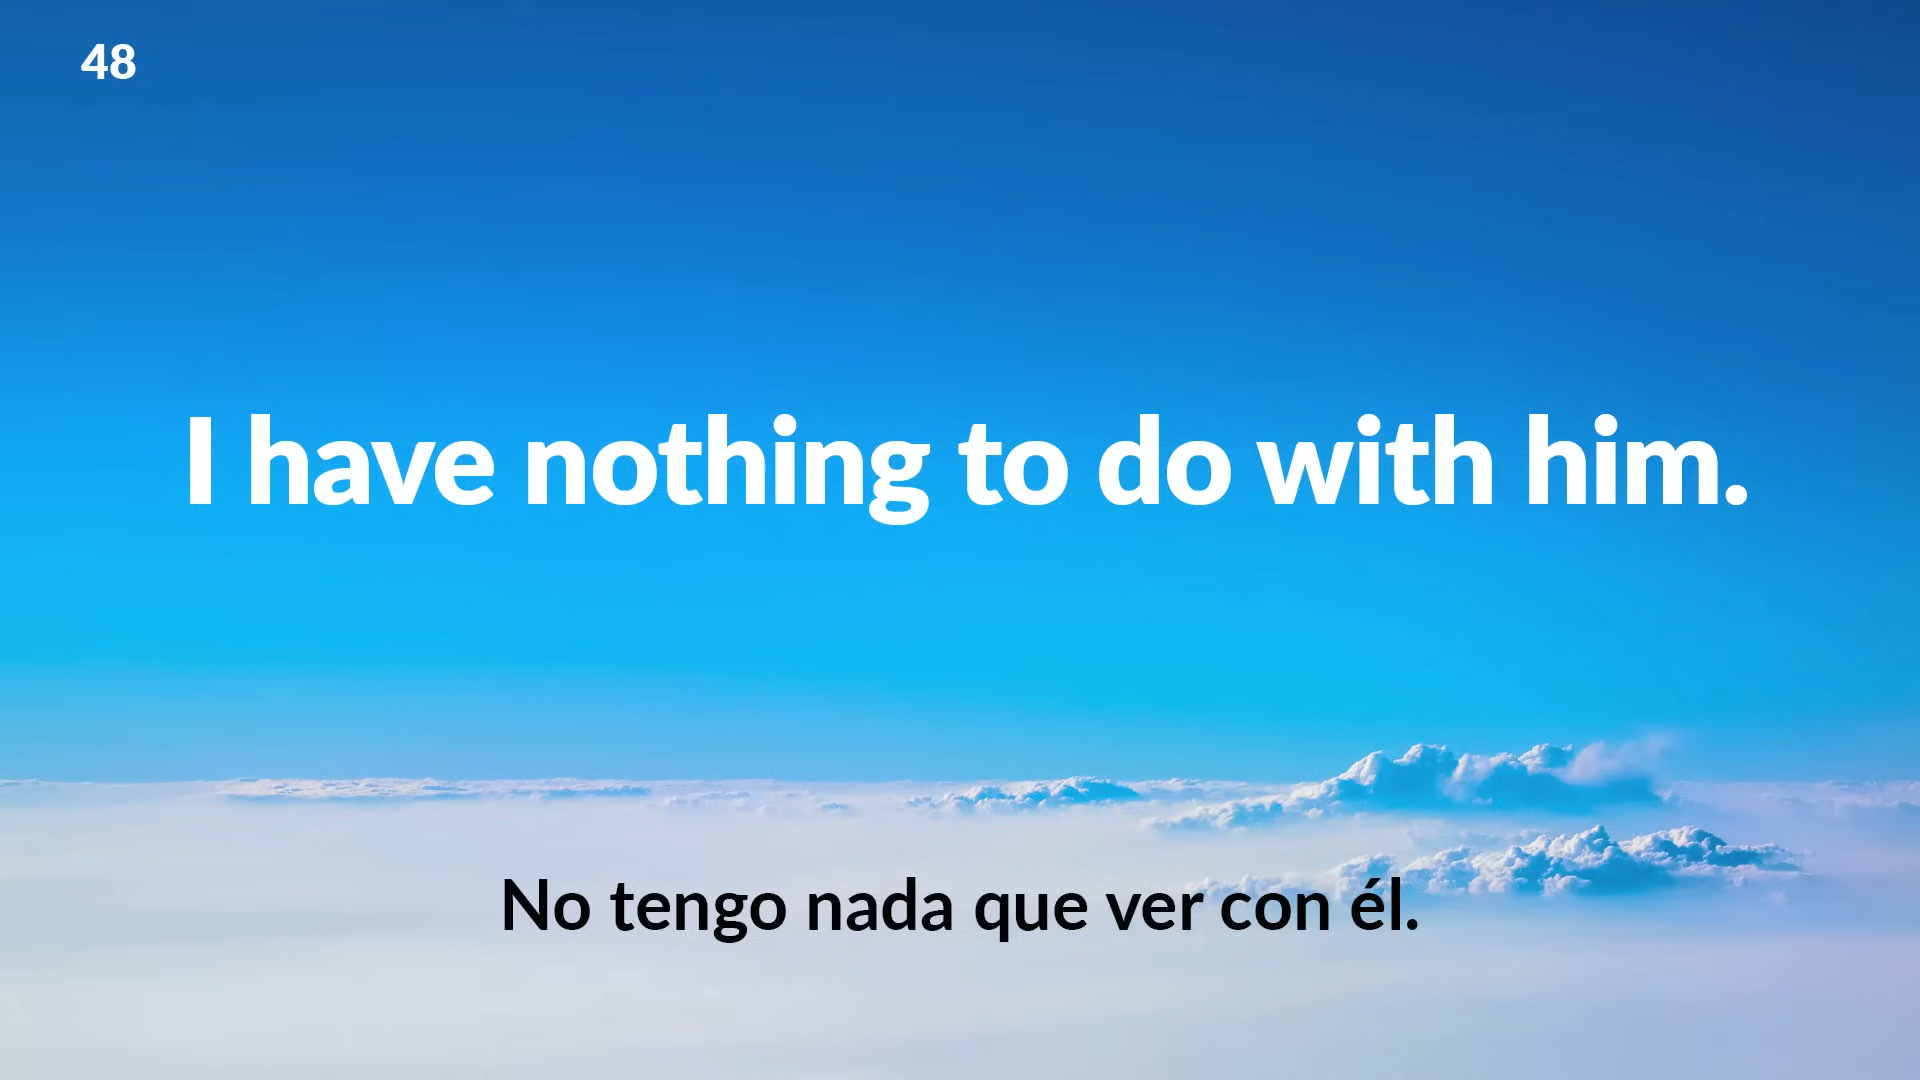 48
I have nothing to do with him.
No tengo nada que ver con él.